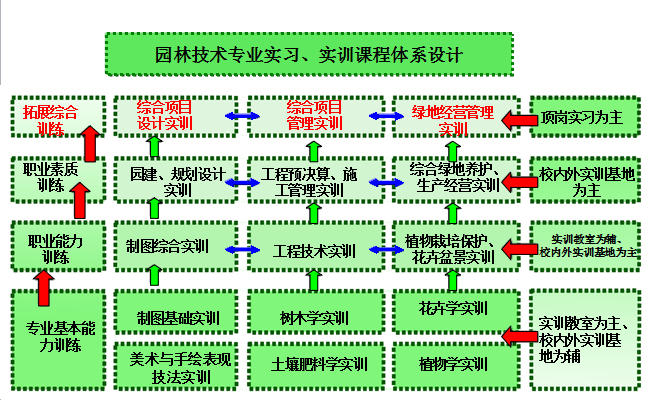 园林技术专业实习、实训课程体系设计
拓展综合
训练
综合项目
设计实训
综合项目
管理实训
绿地经营管理
实训
顶岗实习为主
职业素质
训练
园建、规划设计
实训
工程预决算、施
工管理实训
综合绿地养护、
生产经营实训
校内外实训基地
为主
职业能力
训练
制图综合实训
工程技术实训
植物栽培保护、
花卉盆景实训
实训教室为辅、
校内外实训基地为主
专业基本能
力训练
制图基础实训
树木学实训
花卉学实训
实训教室为主、
校内外实训基
地为辅
美术与手绘表现
技法实训
土壤肥料学实训
植物学实训